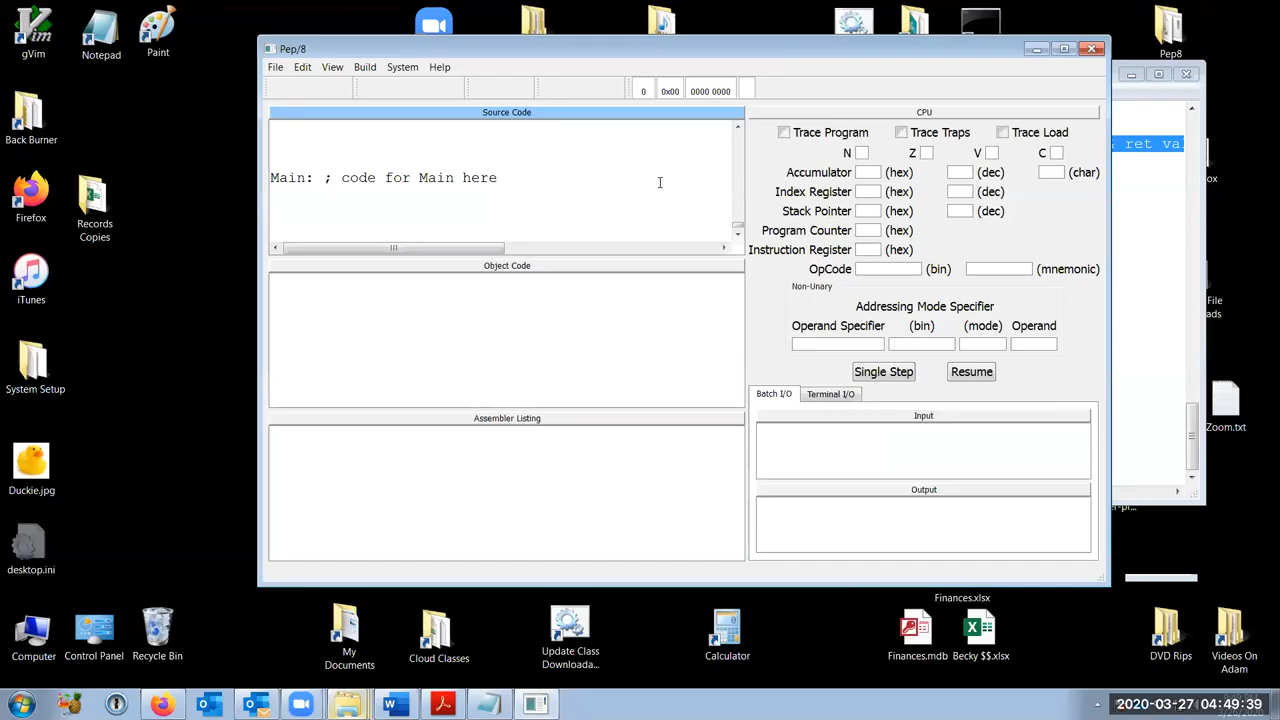 gVim
Notepad
Paint
Pep8
Back Burner
Firefox
Records
Copies
iTunes
System Setup
Duckie.jpg
desktop.ini
Pep/8
File Edit View Build System Help
0 0x00 0000 0000
Source Code
Main: ; code for Main here
Object Code
Assembler Listing
CPU
Trace Program Trace Traps Trace Load
N Z V C
Accumulator (hex) (dec) (char)
Index Register (hex) (dec)
Stack Pointer (hex) (dec)
Program Counter (hex)
Instruction Register (hex)
OpCode (bin) (mnemonic)
Non-Unary
Addressing Mode Specifier
Operand Specifier (bin) (mode) Operand
Single Step Resume
Batch I/O Terminal I/O
Input
Output
ret va
ox
File
ads
Zoom.txt
er-pr...
Finances.xlsx
Computer
Control Panel
Recycle Bin
My
Documents
Cloud Classes
Update Class
Downloada...
Calculator
Finances.mdb
Becky $$.xlsx
DVD Rips
Videos On
Adam
2020-03-27 04:49:39